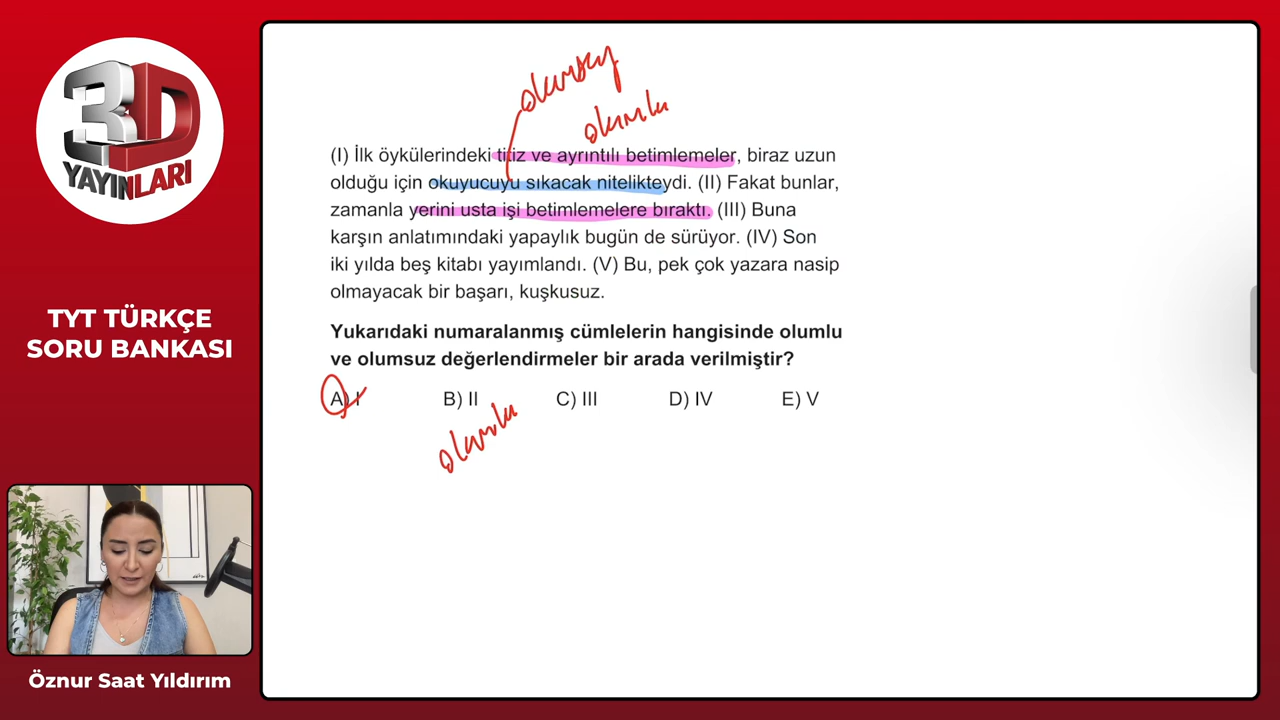 3D
YAYINLARI
TYT TÜRKÇE
SORU BANKASI
Öznur Saat Yıldırım
olumsuz
olumlu
(I) İlk öykülerindeki titiz ve ayrıntılı betimlemeler, biraz uzun
olduğu için okuyucuyu sıkacak nitelikteydi. (II) Fakat bunlar,
zamanla yerini usta işi betimlemelere bıraktı. (III) Buna
karşın anlatımındaki yapaylık bugün de sürüyor. (IV) Son
iki yılda beş kitabı yayımlandı. (V) Bu, pek çok yazara nasip
olmayacak bir başarı, kuşkusuz.
Yukarıdaki numaralanmış cümlelerin hangisinde olumlu
ve olumsuz değerlendirmeler bir arada verilmiştir?
A) I B) II C) III D) IV E) V
olumlu